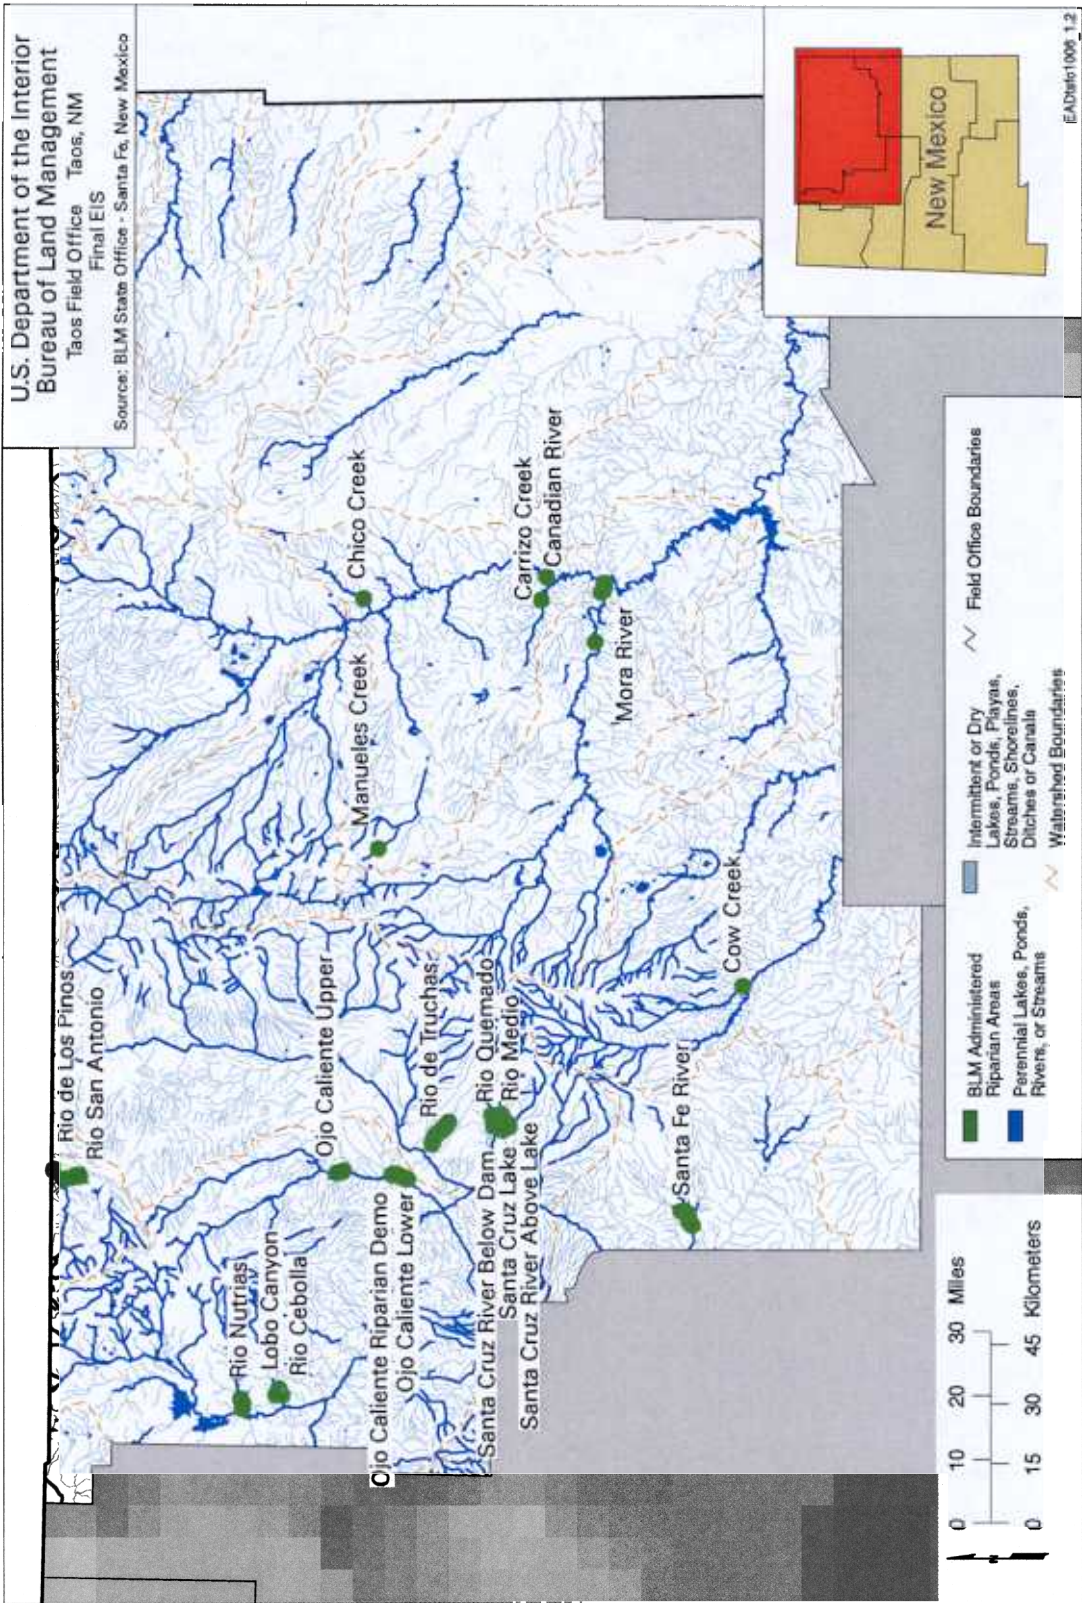 U.S. Department of the Interior
Bureau of Land Management
Taos Field Office Taos, NM
Final EIS
Source: BLM State Office - Santa Fe, New Mexico
Rio de Los Pinos
Rio San Antonio
Rio Nutrias
Lobo Canyon
Rio Cebolla
Ojo Caliente Upper
Ojo Caliente Riparian Demo
Ojo Caliente Lower
Rio de Truchas
Santa Cruz River Below Dam
Rio Quemado
Santa Cruz Lake
Rio Medio
Santa Cruz River Above Lake
Manueles Creek
Chico Creek
Carrizo Creek
Canadian River
Mora River
Santa Fe River
Cow Creek
New Mexico
0 10 20 30 Miles
0 15 30 45 Kilometers
N
BLM Administered
Riparian Areas
Perennial Lakes, Ponds,
Rivers, or Streams
Intermittent or Dry
Lakes, Ponds, Playas,
Streams, Shorelines,
Ditches or Canals
Watershed Boundaries
Field Office Boundaries